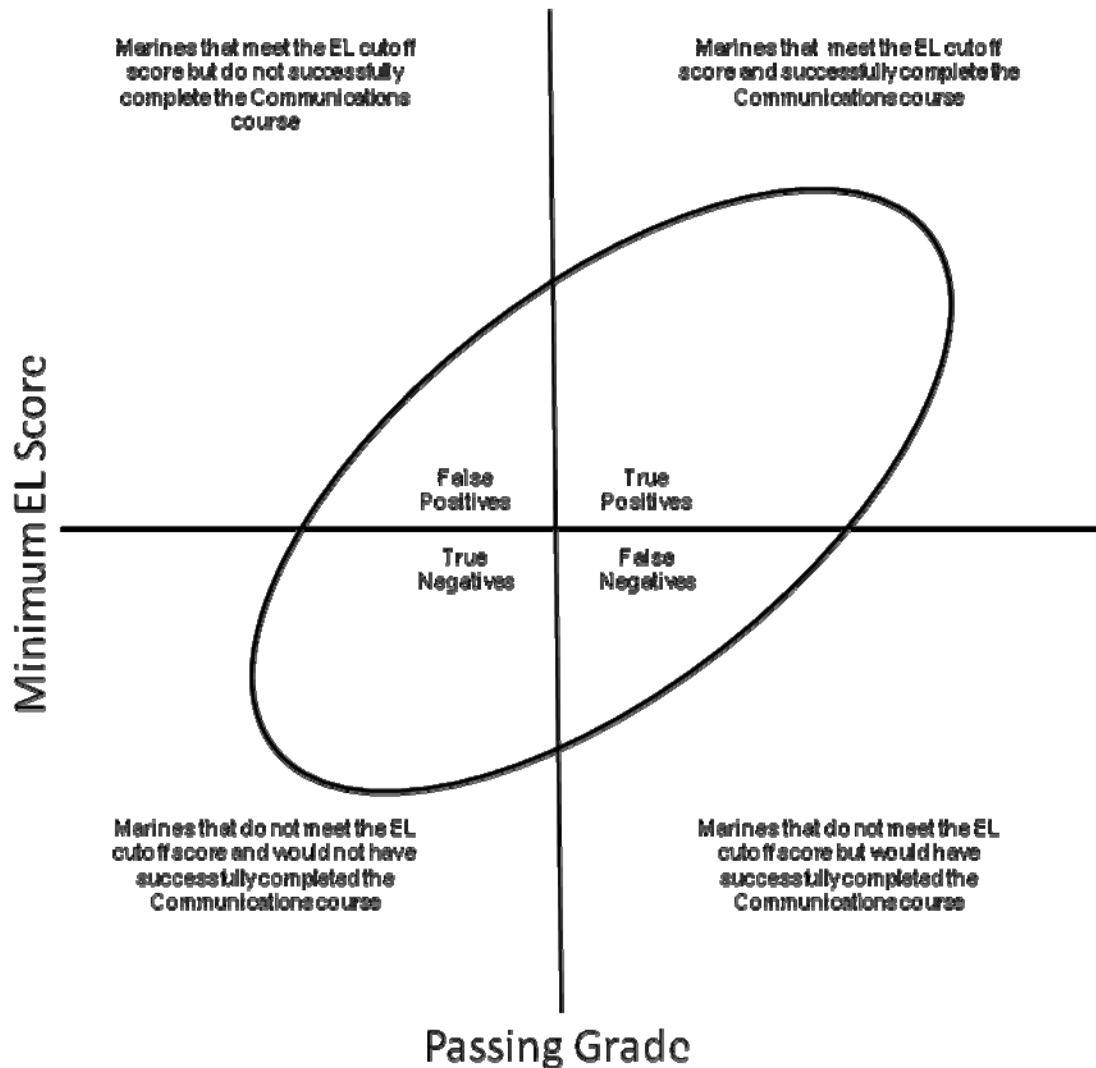 Marines that meet the EL cutoff
score but do not successfully
complete the Communications
course
Marines that meet the EL cutoff
score and successfully complete the
Communications course
Minimum EL Score
False
Positives
True
Positives
True
Negatives
False
Negatives
Marines that do not meet the EL
cutoff score and would not have
successfully completed the
Communications course
Marines that do not meet the EL
cutoff score but would have
successfully completed the
Communications course
Passing Grade